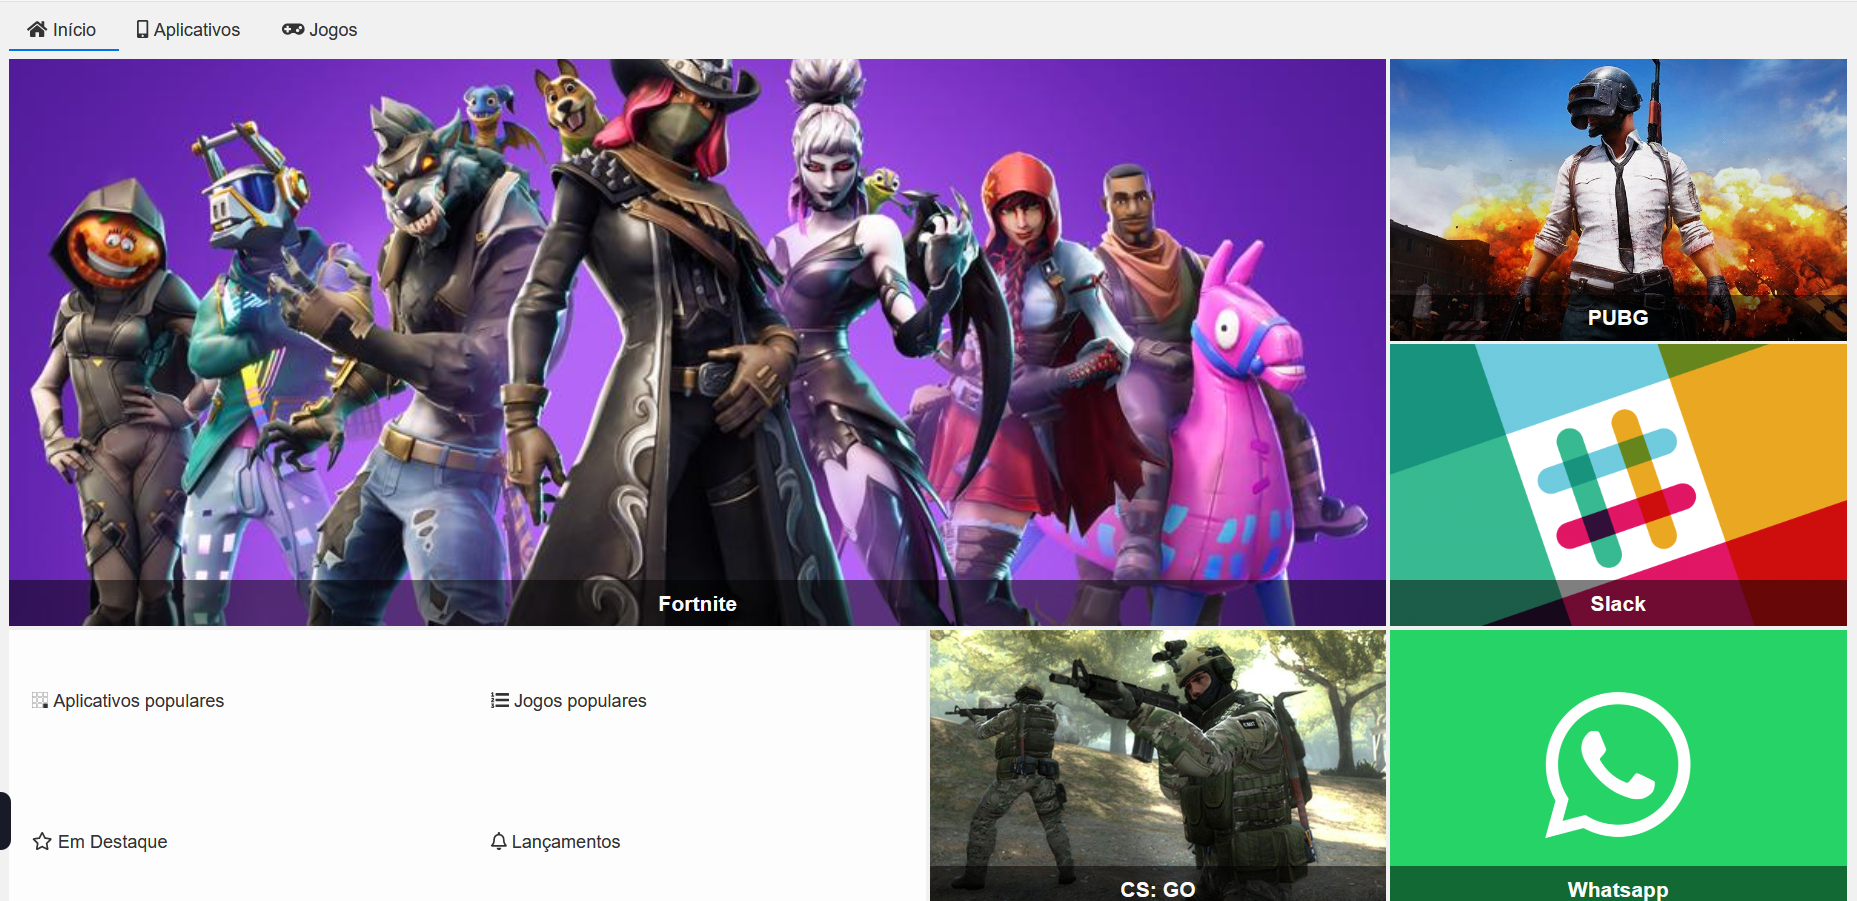 Início
Aplicativos
Jogos
Fortnite
PUBG
Slack
Aplicativos populares
Jogos populares
Em Destaque
Lançamentos
CS: GO
Whatsapp